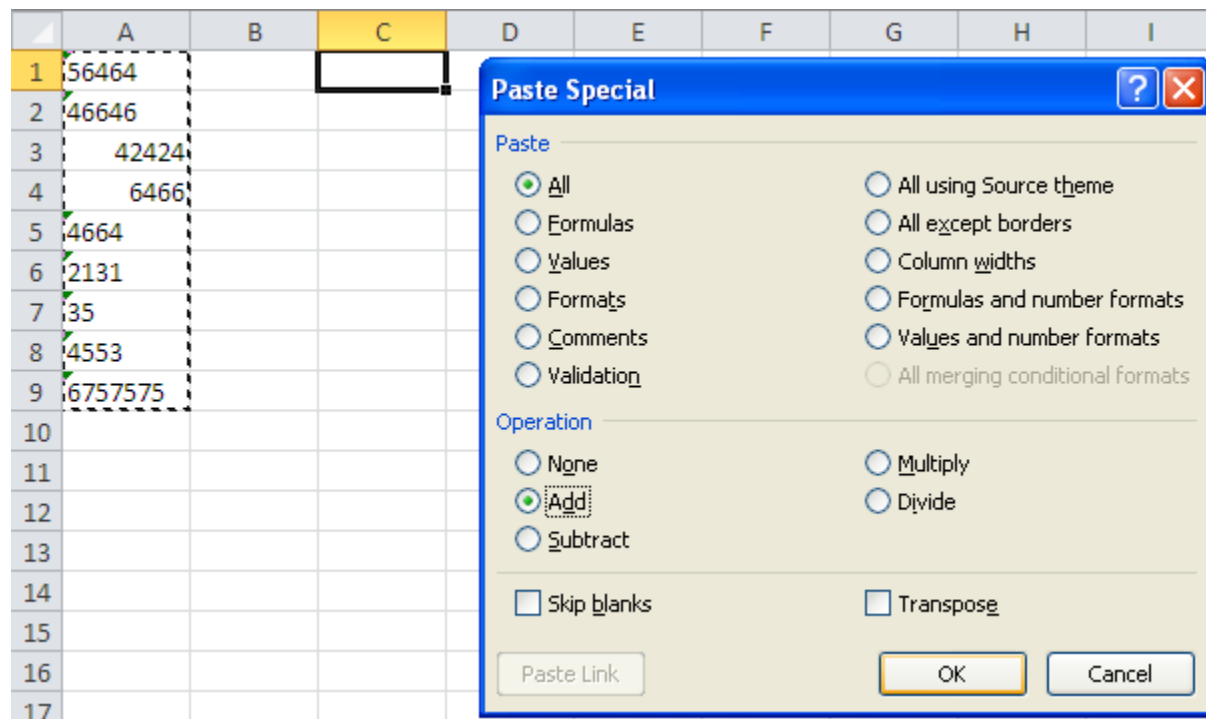 A B C D E F G H I
1 56464
2 46646
3 42424
4 6466
5 4664
6 2131
7 35
8 4553
9 6757575
10
11
12
13
14
15
16
17
Paste Special
Paste
All All using Source theme
Formulas All except borders
Values Column widths
Formats Formulas and number formats
Comments Values and number formats
Validation All merging conditional formats
Operation
None Multiply
Add Divide
Subtract
Skip blanks Transpose
Paste Link OK Cancel